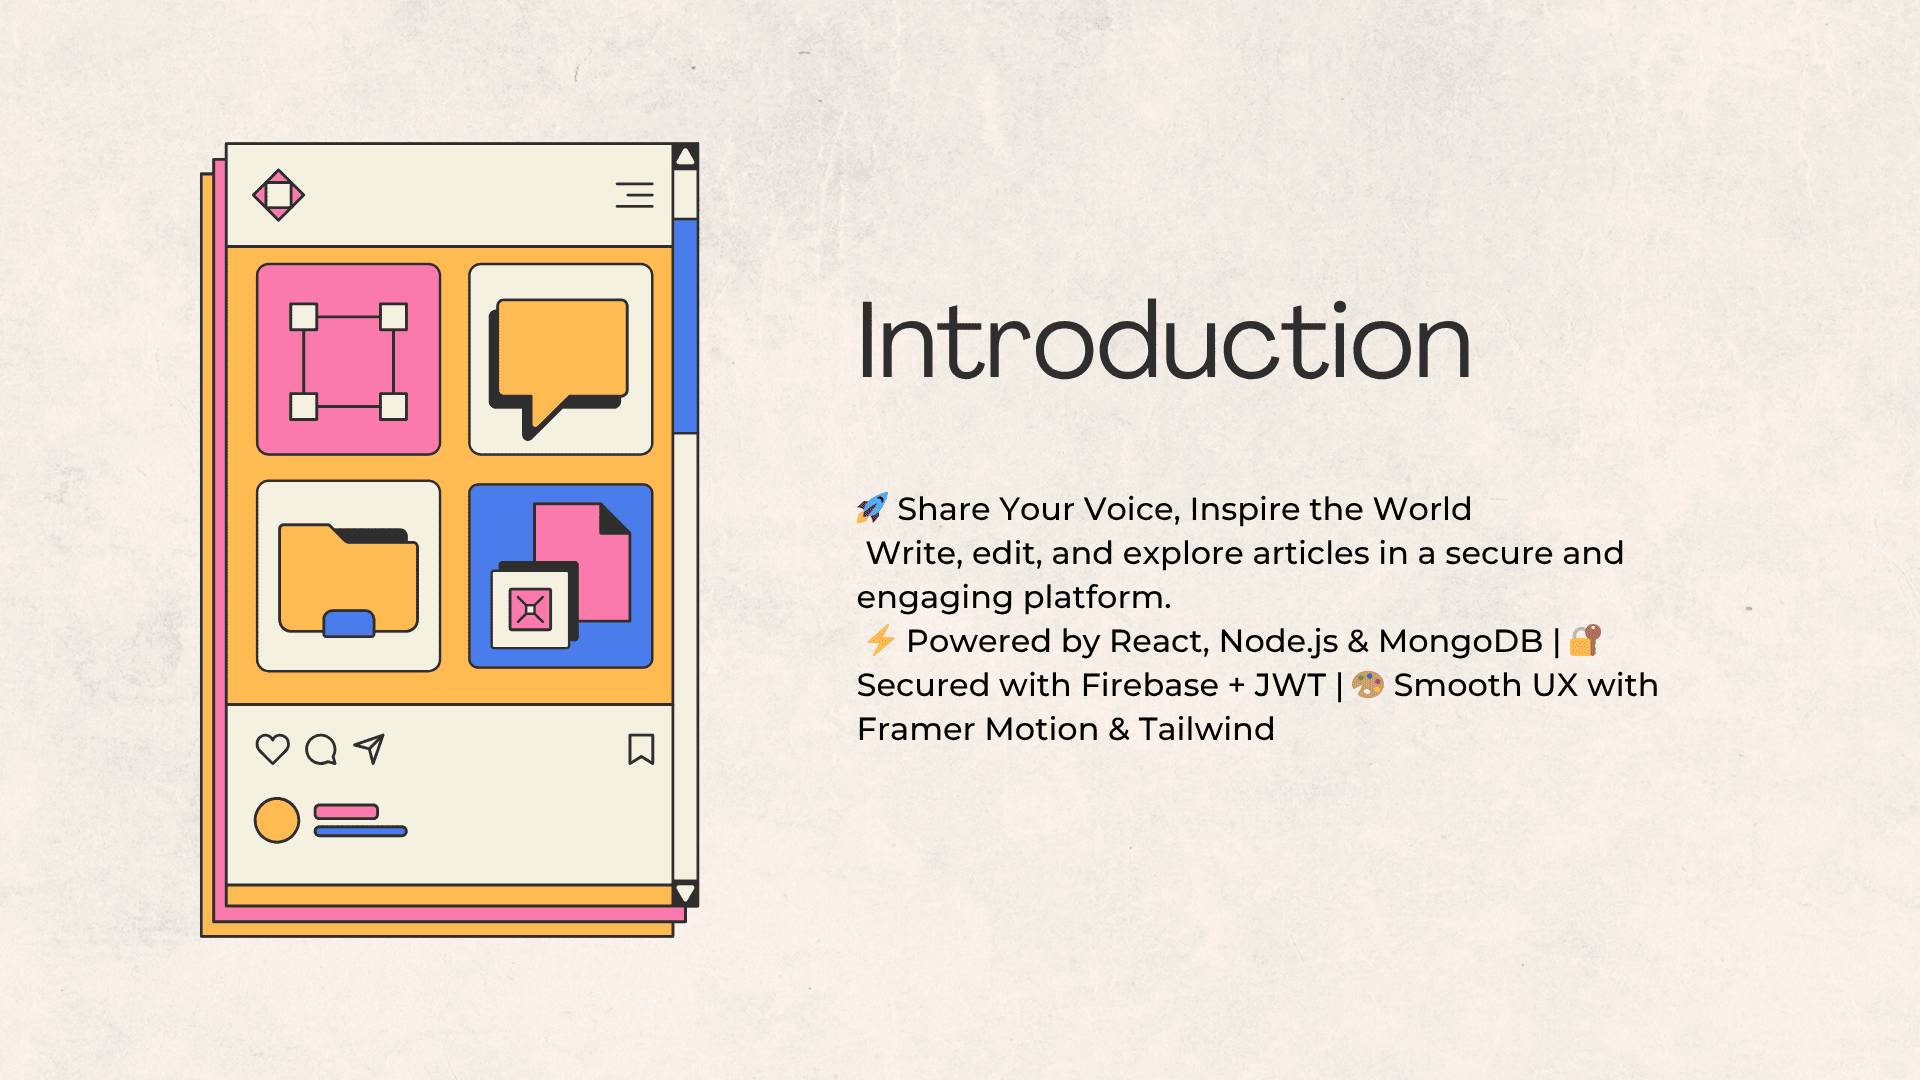 Introduction
🚀 Share Your Voice, Inspire the World
Write, edit, and explore articles in a secure and
engaging platform.
⚡ Powered by React, Node.js & MongoDB | 🔐
Secured with Firebase + JWT | 🎨 Smooth UX with
Framer Motion & Tailwind